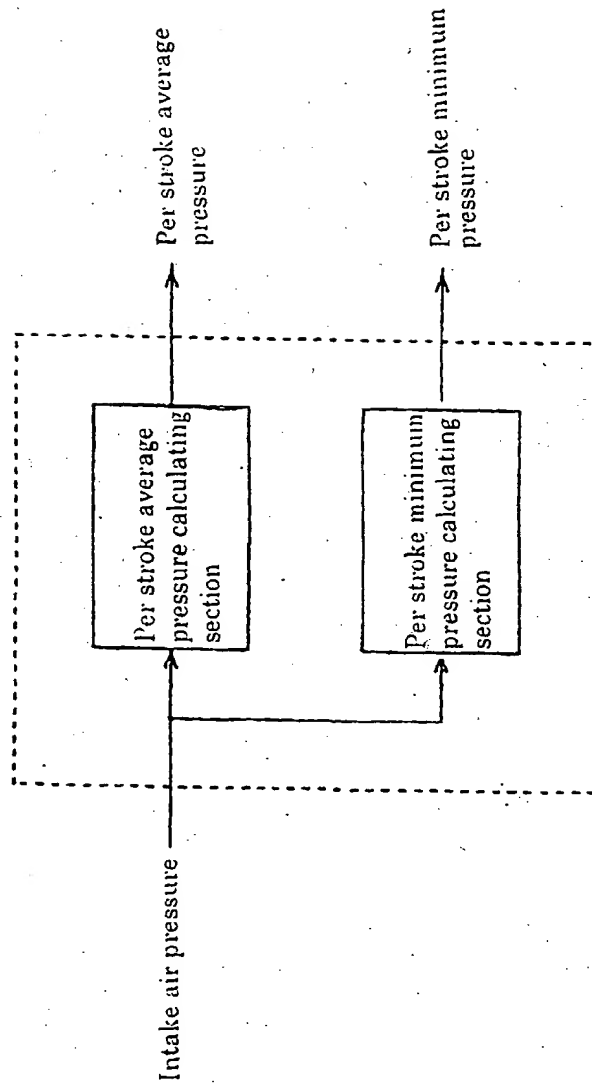 Intake air pressure
Per stroke average
pressure calculating
section
Per stroke average
pressure
Per stroke minimum
pressure calculating
section
Per stroke minimum
pressure